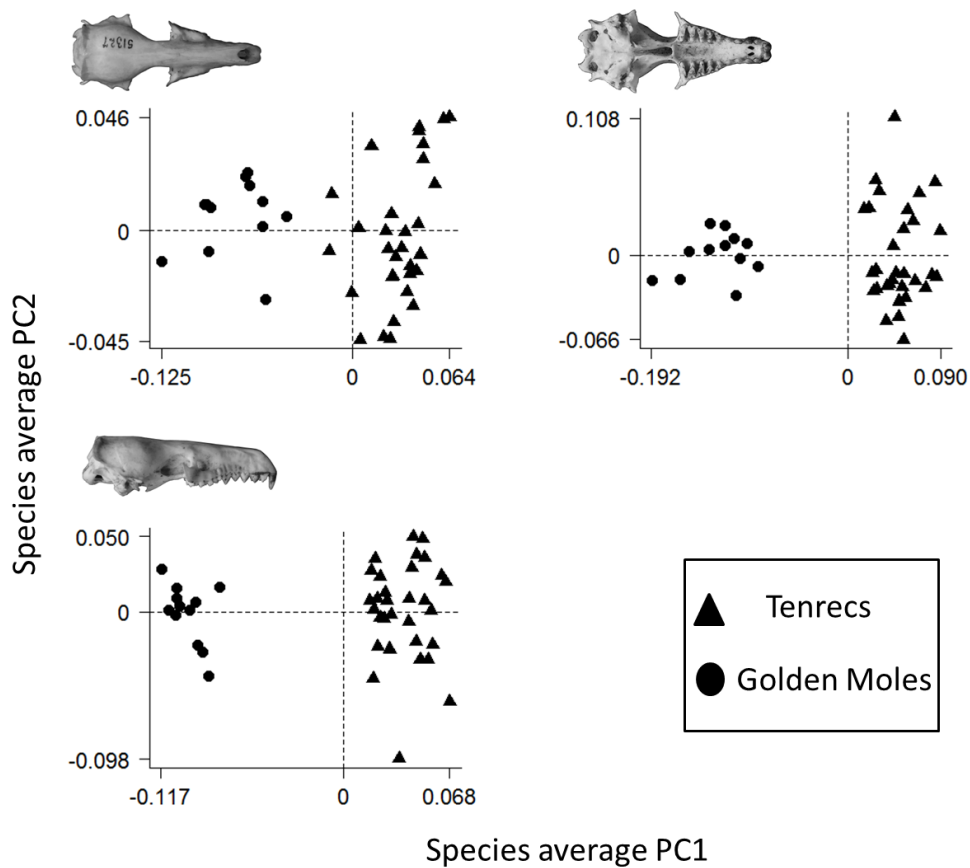 51327
0.046
0
-0.045
-0.125 0 0.064
0.108
0
-0.066
-0.192 0 0.090
Species average PC2
0.050
0
-0.098
-0.117 0 0.068
Tenrecs
Golden Moles
Species average PC1